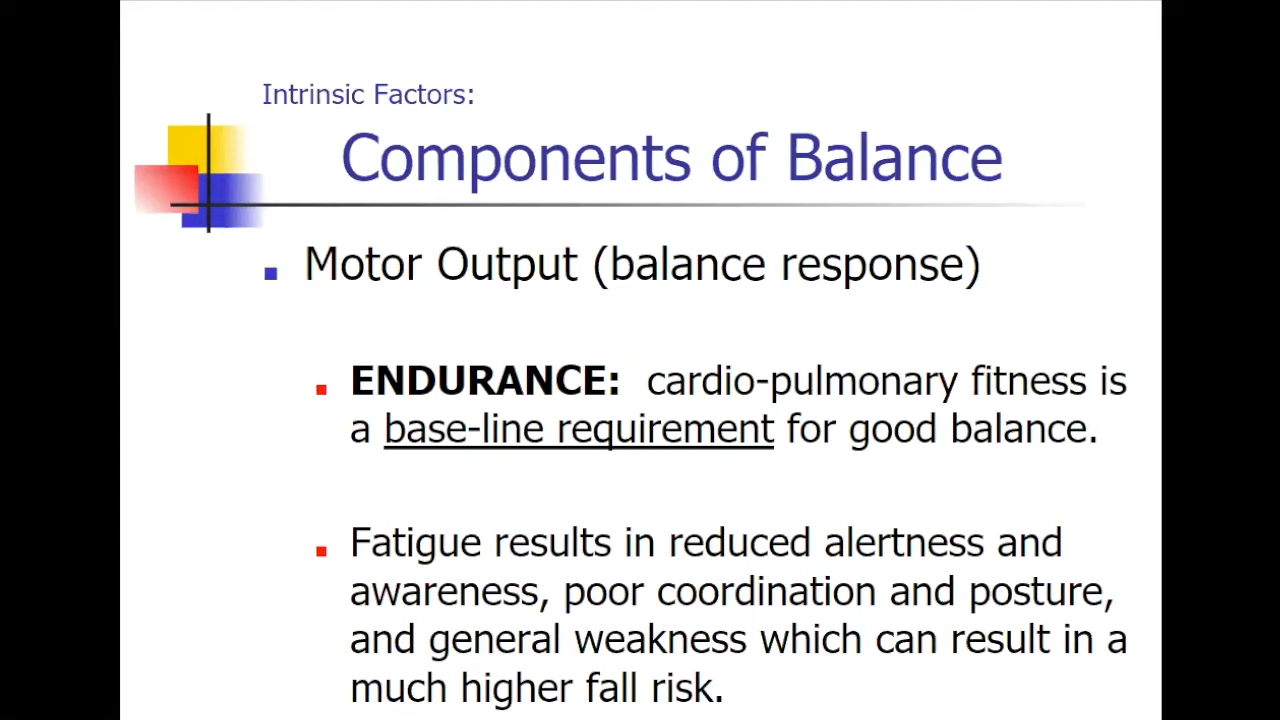 Intrinsic Factors:
Components of Balance
Motor Output (balance response)
ENDURANCE: cardio-pulmonary fitness is
a base-line requirement for good balance.
Fatigue results in reduced alertness and
awareness, poor coordination and posture,
and general weakness which can result in a
much higher fall risk.